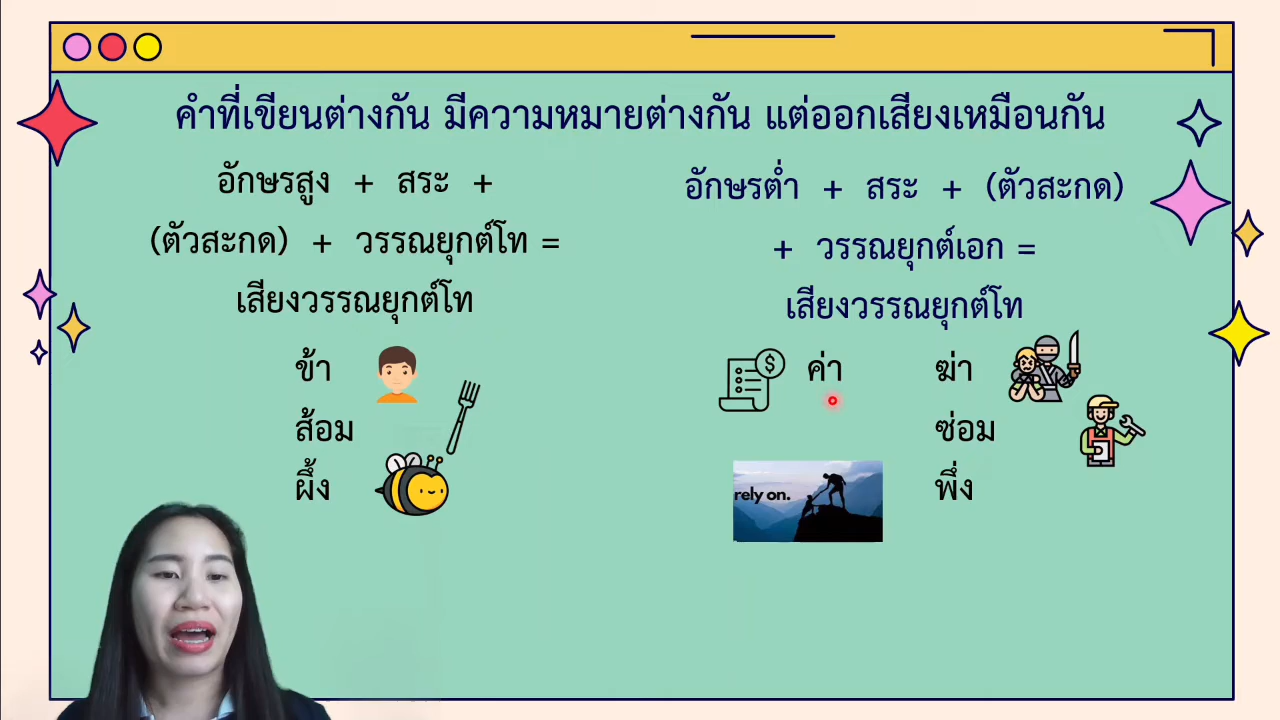 คำที่เขียนต่างกัน มีความหมายต่างกัน แต่ออกเสียงเหมือนกัน
อักษรสูง + สระ +
(ตัวสะกด) + วรรณยุกต์โท =
เสียงวรรณยุกต์โท
ข้า
ส้อม
ผึ้ง
อักษรต่ำ + สระ + (ตัวสะกด)
+ วรรณยุกต์เอก =
เสียงวรรณยุกต์โท
$
ค่า ฆ่า
ซ่อม
rely on. พึ่ง